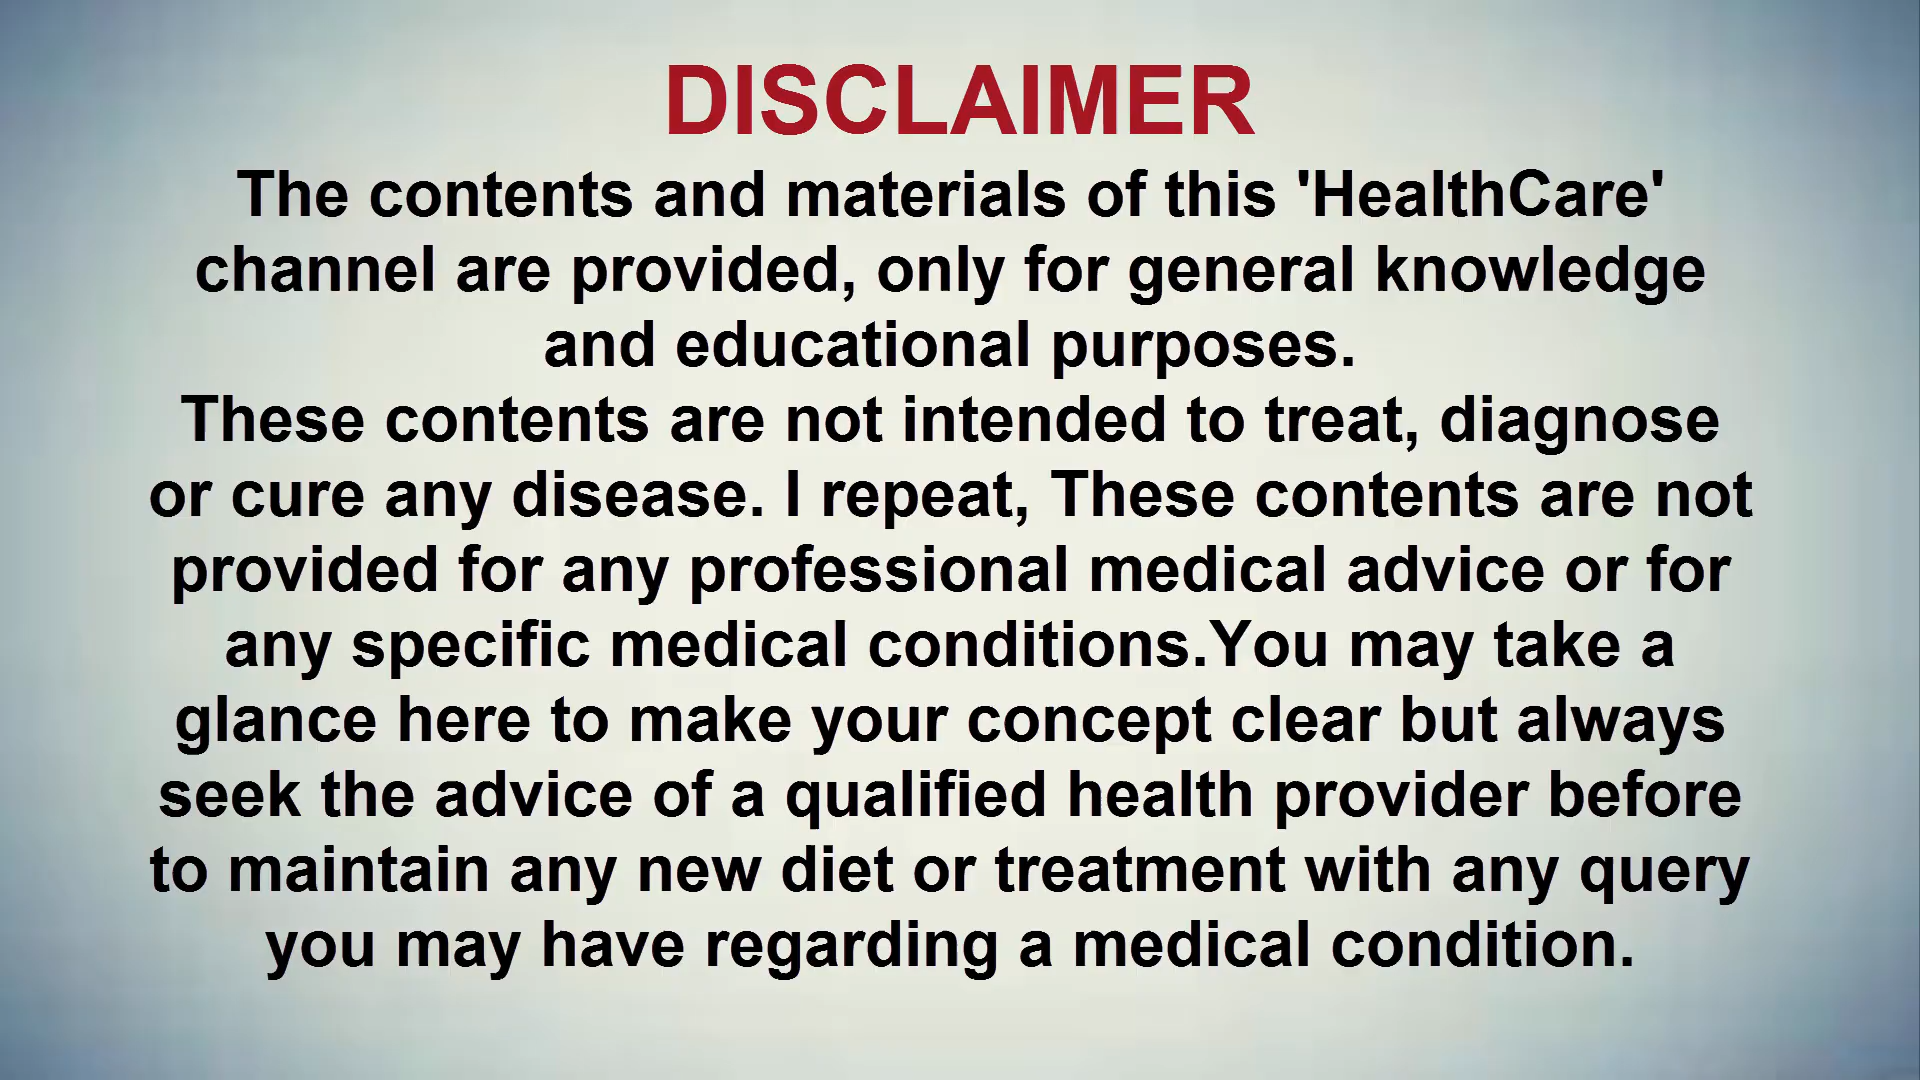 DISCLAIMER
The contents and materials of this 'HealthCare'
channel are provided, only for general knowledge
and educational purposes.
These contents are not intended to treat, diagnose
or cure any disease. I repeat, These contents are not
provided for any professional medical advice or for
any specific medical conditions.You may take a
glance here to make your concept clear but always
seek the advice of a qualified health provider before
to maintain any new diet or treatment with any query
you may have regarding a medical condition.